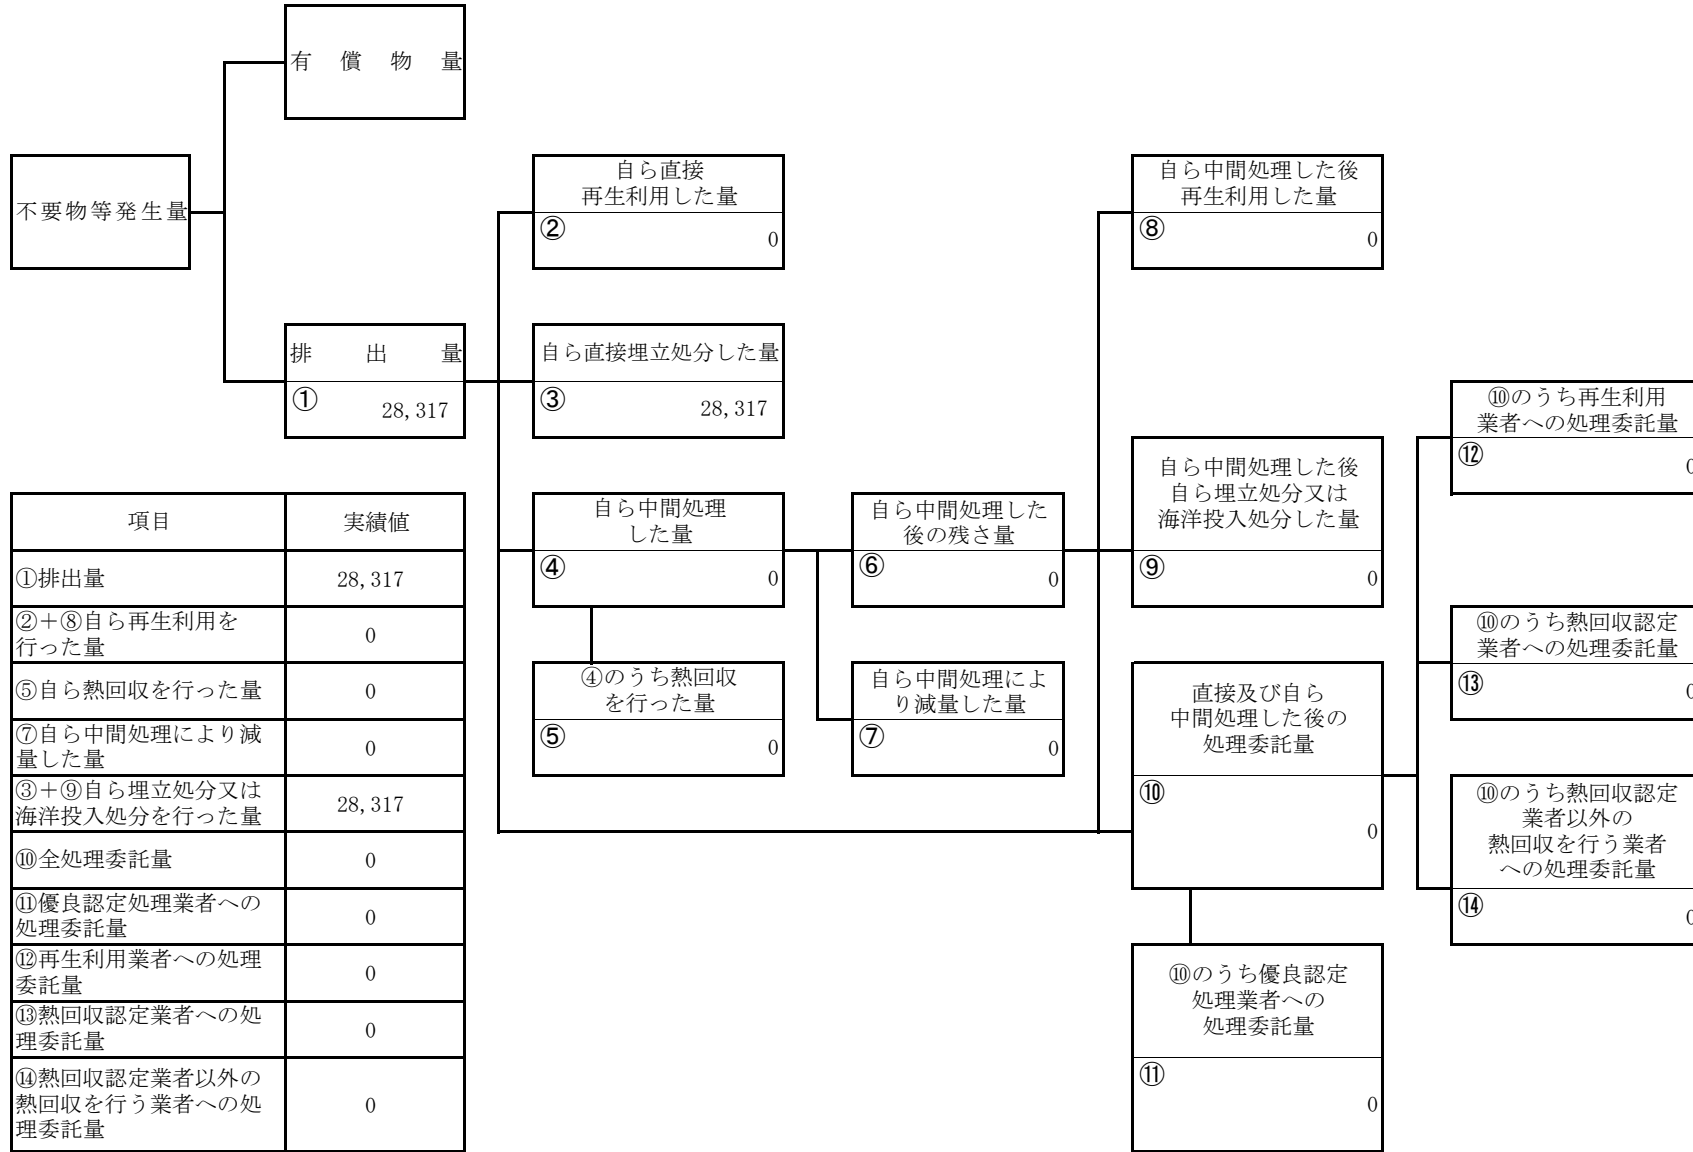 有償物量
不要物等発生量
自ら直接
再生利用した量
②
0
自ら中間処理した後
再生利用した量
⑧
0
排出量
①
28,317
自ら直接埋立処分した量
③
28,317
⑩のうち再生利用
業者への処理委託量
⑫
0
自ら中間処理
した量
④
0
自ら中間処理した
後の残さ量
⑥
0
自ら中間処理した後
自ら埋立処分又は
海洋投入処分した量
⑨
0
⑩のうち熱回収認定
業者への処理委託量
⑬
0
④のうち熱回収
を行った量
⑤
0
自ら中間処理によ
り減量した量
⑦
0
直接及び自ら
中間処理した後の
処理委託量
⑩
0
⑩のうち熱回収認定
業者以外の
熱回収を行う業者
への処理委託量
⑭
0
⑩のうち優良認定
処理業者への
処理委託量
⑪
0
項目 実績値
①排出量 28,317
②＋⑧自ら再生利用を
行った量 0
⑤自ら熱回収を行った量 0
⑦自ら中間処理により減
量した量 0
③＋⑨自ら埋立処分又は
海洋投入処分を行った量 28,317
⑩全処理委託量 0
⑪優良認定処理業者への
処理委託量 0
⑫再生利用業者への処理
委託量 0
⑬熱回収認定業者への処
理委託量 0
⑭熱回収認定業者以外の
熱回収を行う業者への処
理委託量 0